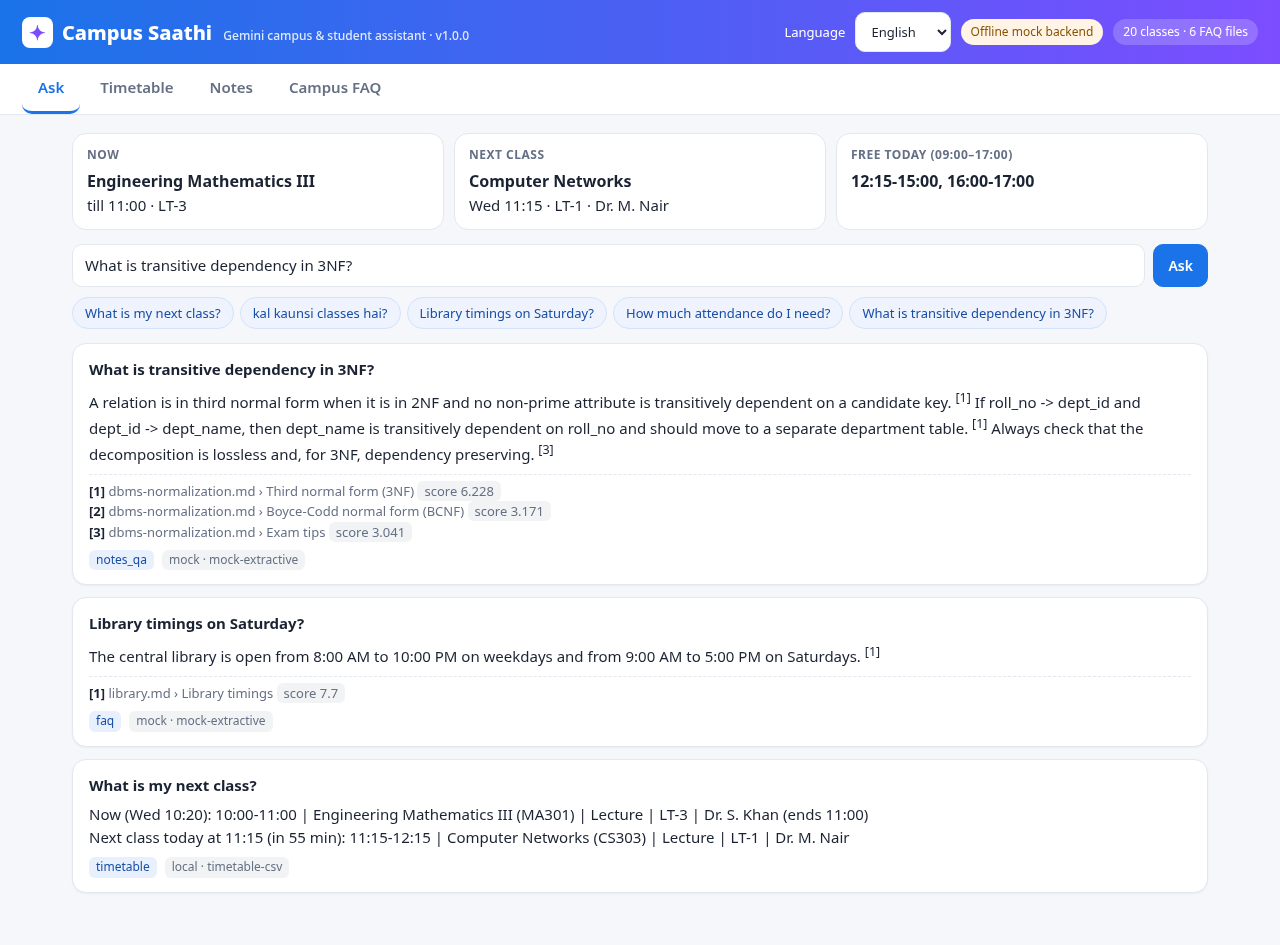 ✦ Campus Saathi Gemini campus & student assistant · v1.0.0 Language English Offline mock backend 20 classes · 6 FAQ files
Ask Timetable Notes Campus FAQ
NOW
Engineering Mathematics III
till 11:00 · LT-3
NEXT CLASS
Computer Networks
Wed 11:15 · LT-1 · Dr. M. Nair
FREE TODAY (09:00–17:00)
12:15-15:00, 16:00-17:00
What is transitive dependency in 3NF? Ask
What is my next class? kal kaunsi classes hai? Library timings on Saturday? How much attendance do I need? What is transitive dependency in 3NF?
What is transitive dependency in 3NF?
A relation is in third normal form when it is in 2NF and no non-prime attribute is transitively dependent on a candidate key. [1] If roll_no -> dept_id and
dept_id -> dept_name, then dept_name is transitively dependent on roll_no and should move to a separate department table. [1] Always check that the
decomposition is lossless and, for 3NF, dependency preserving. [3]
[1] dbms-normalization.md › Third normal form (3NF) score 6.228
[2] dbms-normalization.md › Boyce-Codd normal form (BCNF) score 3.171
[3] dbms-normalization.md › Exam tips score 3.041
notes_qa mock · mock-extractive
Library timings on Saturday?
The central library is open from 8:00 AM to 10:00 PM on weekdays and from 9:00 AM to 5:00 PM on Saturdays. [1]
[1] library.md › Library timings score 7.7
faq mock · mock-extractive
What is my next class?
Now (Wed 10:20): 10:00-11:00 | Engineering Mathematics III (MA301) | Lecture | LT-3 | Dr. S. Khan (ends 11:00)
Next class today at 11:15 (in 55 min): 11:15-12:15 | Computer Networks (CS303) | Lecture | LT-1 | Dr. M. Nair
timetable local · timetable-csv